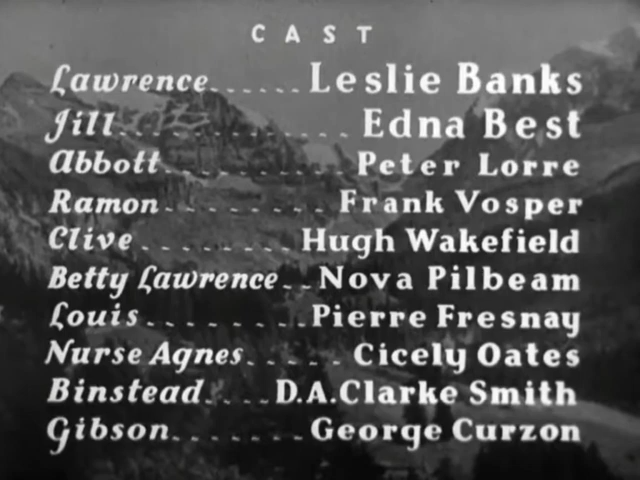 CAST
Lawrence...... Leslie Banks
Jill............. Edna Best
Abbott........... Peter Lorre
Ramon.......... Frank Vosper
Clive........ Hugh Wakefield
Betty Lawrence.. Nova Pilbeam
Louis......... Pierre Fresnay
Nurse Agnes..... Cicely Oates
Binstead.... D.A.Clarke Smith
Gibson....... George Curzon